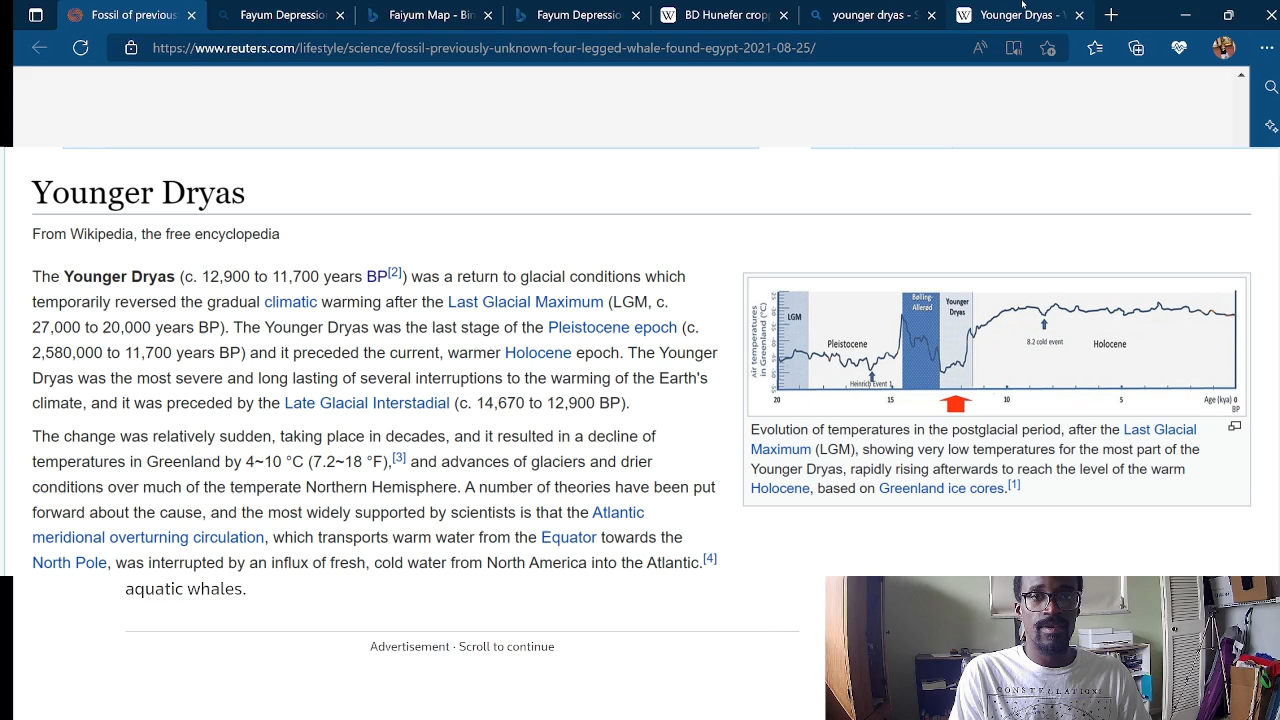 Fossil of previous
Fayum Depressio
Faiyum Map - Bin
Fayum Depressio
BD Hunefer cropp
younger dryas - S
Younger Dryas - V
https://www.reuters.com/lifestyle/science/fossil-previously-unknown-four-legged-whale-found-egypt-2021-08-25/
Younger Dryas
From Wikipedia, the free encyclopedia
The Younger Dryas (c. 12,900 to 11,700 years BP[2]) was a return to glacial conditions which
temporarily reversed the gradual climatic warming after the Last Glacial Maximum (LGM, c.
27,000 to 20,000 years BP). The Younger Dryas was the last stage of the Pleistocene epoch (c.
2,580,000 to 11,700 years BP) and it preceded the current, warmer Holocene epoch. The Younger
Dryas was the most severe and long lasting of several interruptions to the warming of the Earth's
climate, and it was preceded by the Late Glacial Interstadial (c. 14,670 to 12,900 BP).
The change was relatively sudden, taking place in decades, and it resulted in a decline of
temperatures in Greenland by 4~10 °C (7.2~18 °F),[3] and advances of glaciers and drier
conditions over much of the temperate Northern Hemisphere. A number of theories have been put
forward about the cause, and the most widely supported by scientists is that the Atlantic
meridional overturning circulation, which transports warm water from the Equator towards the
North Pole, was interrupted by an influx of fresh, cold water from North America into the Atlantic.[4]
Air temperatures
in Greenland (°C)
LGM
Pleistocene
Heinrich Event 1
Bølling-
Allerød
Younger
Dryas
8.2 cold event
Holocene
20
15
10
5
Age (kya) 0
BP
Evolution of temperatures in the postglacial period, after the Last Glacial
Maximum (LGM), showing very low temperatures for the most part of the
Younger Dryas, rapidly rising afterwards to reach the level of the warm
Holocene, based on Greenland ice cores.[1]
aquatic whales.
Advertisement · Scroll to continue
CONSTELLATION